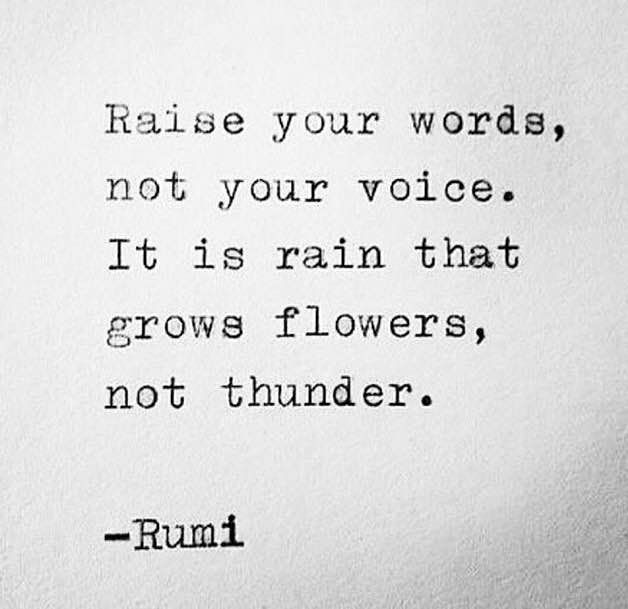 Raise your words,
not your voice.
It is rain that
grows flowers,
not thunder.
-Rumi